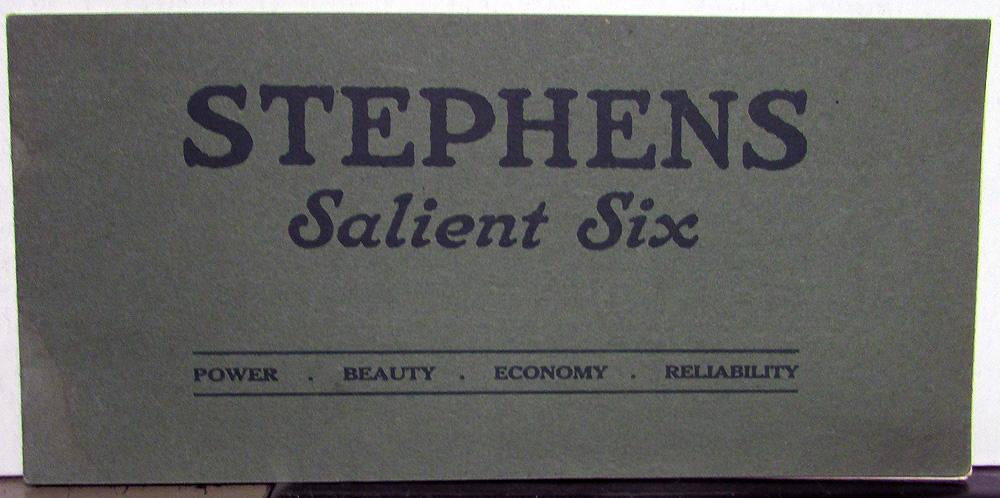 STEPHENS
Salient Six
POWER . BEAUTY . ECONOMY . RELIABILITY